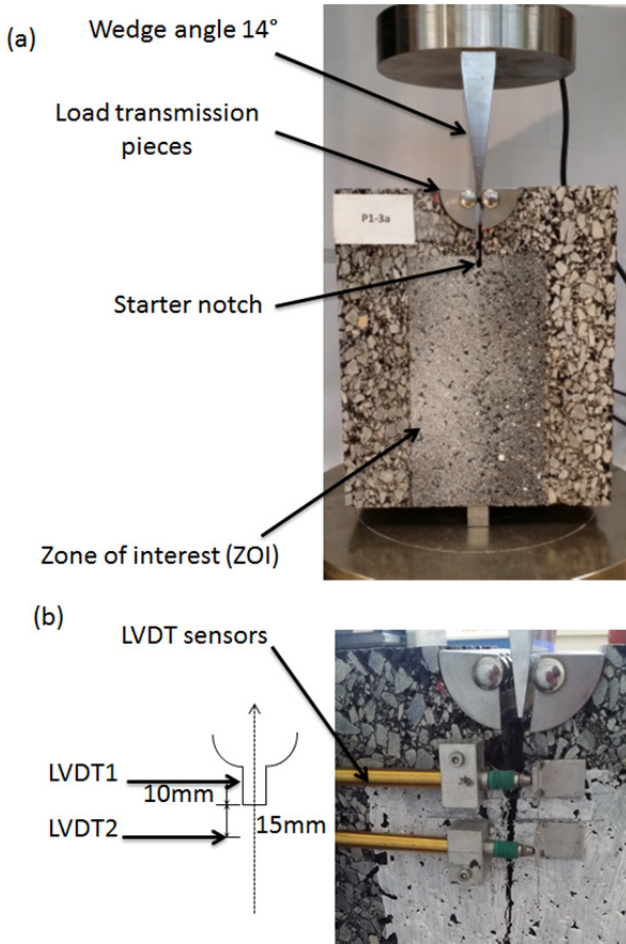 (a)
Wedge angle 14°
Load transmission
pieces
P1-3a
Starter notch
Zone of interest (ZOI)
(b)
LVDT sensors
LVDT1
10mm
LVDT2
15mm